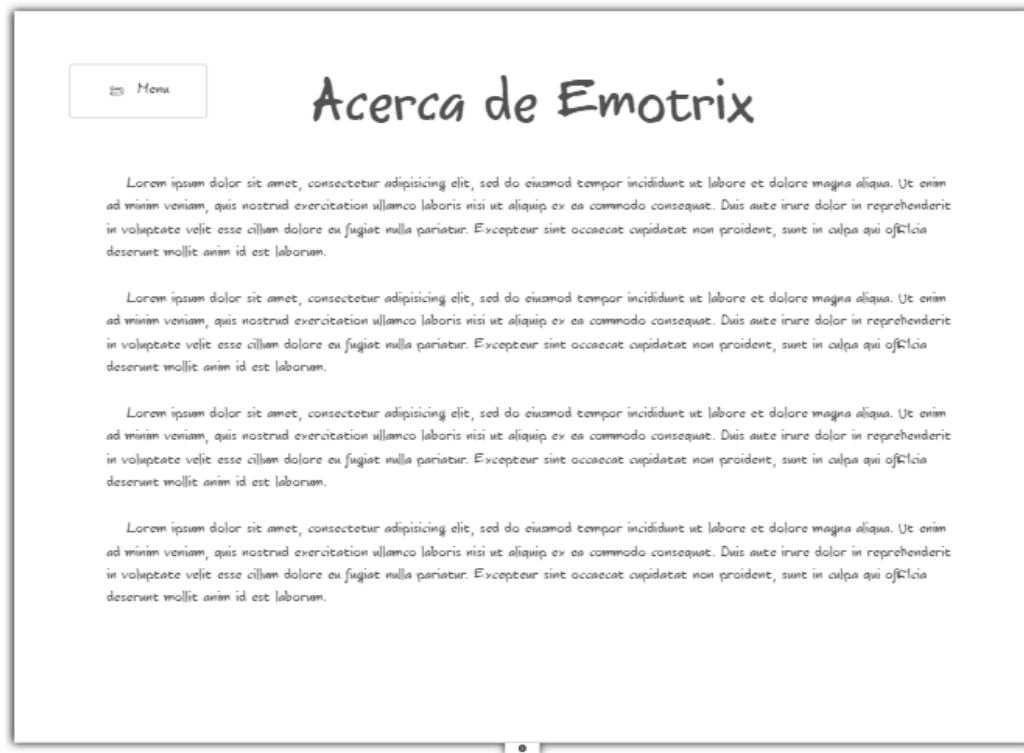 Menu
Acerca de Emotrix
Lorem ipsum dolor sit amet, consectetur adipisicing elit, sed do eiusmod tempor incididunt ut labore et dolore magna aliqua. Ut enim
ad minim veniam, quis nostrud exercitation ullamco laboris nisi ut aliquip ex ea commodo consequat. Duis aute irure dolor in reprehenderit
in voluptate velit esse cillum dolore eu fugiat nulla pariatur. Excepteur sint occaecat cupidatat non proident, sunt in culpa qui officia
deserunt mollit anim id est laborum.
Lorem ipsum dolor sit amet, consectetur adipisicing elit, sed do eiusmod tempor incididunt ut labore et dolore magna aliqua. Ut enim
ad minim veniam, quis nostrud exercitation ullamco laboris nisi ut aliquip ex ea commodo consequat. Duis aute irure dolor in reprehenderit
in voluptate velit esse cillum dolore eu fugiat nulla pariatur. Excepteur sint occaecat cupidatat non proident, sunt in culpa qui officia
deserunt mollit anim id est laborum.
Lorem ipsum dolor sit amet, consectetur adipisicing elit, sed do eiusmod tempor incididunt ut labore et dolore magna aliqua. Ut enim
ad minim veniam, quis nostrud exercitation ullamco laboris nisi ut aliquip ex ea commodo consequat. Duis aute irure dolor in reprehenderit
in voluptate velit esse cillum dolore eu fugiat nulla pariatur. Excepteur sint occaecat cupidatat non proident, sunt in culpa qui officia
deserunt mollit anim id est laborum.
Lorem ipsum dolor sit amet, consectetur adipisicing elit, sed do eiusmod tempor incididunt ut labore et dolore magna aliqua. Ut enim
ad minim veniam, quis nostrud exercitation ullamco laboris nisi ut aliquip ex ea commodo consequat. Duis aute irure dolor in reprehenderit
in voluptate velit esse cillum dolore eu fugiat nulla pariatur. Excepteur sint occaecat cupidatat non proident, sunt in culpa qui officia
deserunt mollit anim id est laborum.